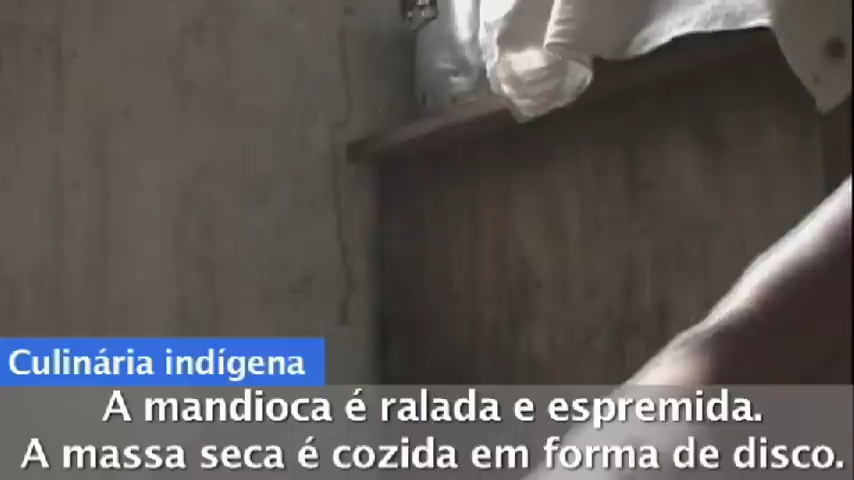 Culinária indígena
A mandioca é ralada e espremida.
A massa seca é cozida em forma de disco.